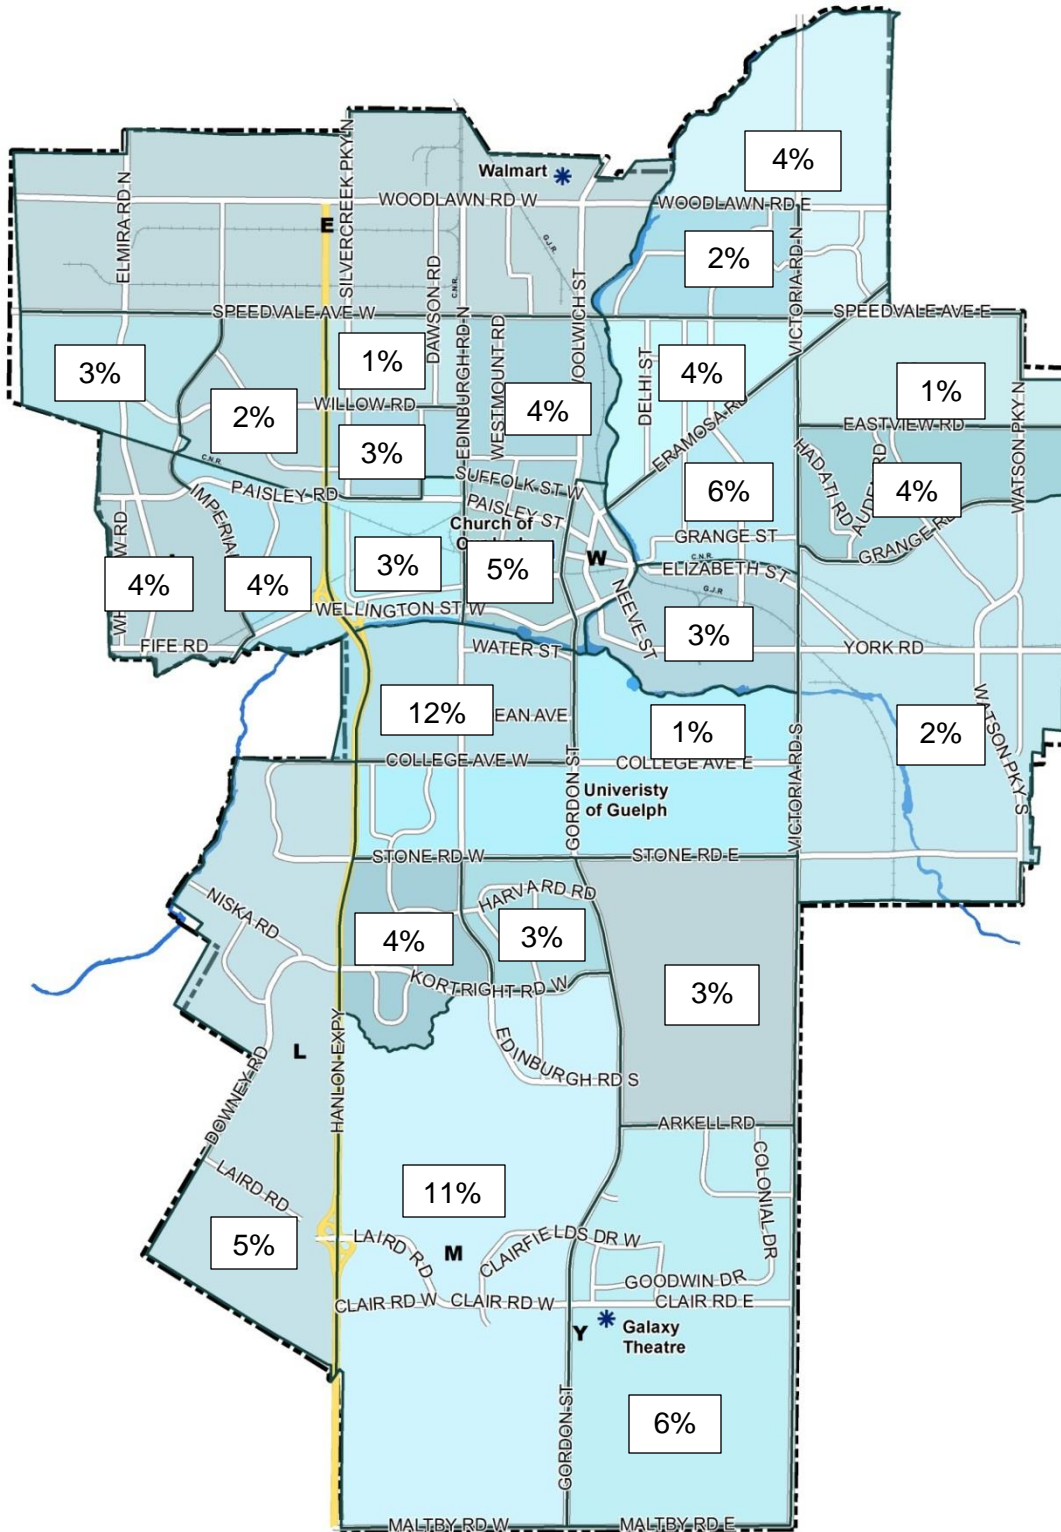 4%
Walmart
WOODLAWN RD W
WOODLAWN RD E
ELMIRA RD N
SILVERCREEK PKY N
E
G.J.R.
2%
VICTORIA RD N
DAWSON RD
C.N.R.
WOOLWICH ST
SPEEDVALE AVE W
SPEEDVALE AVE E
EDINBURGH RD N
WESTMOUNT RD
DELHI ST
3%
1%
4%
1%
2%
WILLOW RD
4%
ERAMOSA RD
EASTVIEW RD
WATSON PKY N
3%
HADATI RD
C.N.R.
SUFFOLK ST W
6%
4%
PAISLEY RD
PAISLEY ST
IMPERIAL
Church of
GRANGE ST
GRANGE RD
W
C.N.R.
ELIZABETH ST
4%
4%
3%
5%
G.J.R
WELLINGTON ST W
NEEVE ST
FIFE RD
WATER ST
3%
YORK RD
12%
EAN AVE
1%
2%
WATSON PKY S
COLLEGE AVE W
COLLEGE AVE E
GORDON ST
VICTORIA RD S
Univeristy
of Guelph
STONE RD W
STONE RD E
NISKA RD
HARVARD RD
4%
3%
KORTRIGHT RD W
3%
L
HANLON EXPY
EDINBURGH RD S
DOWNEY RD
ARKELL RD
COLONIAL DR
LAIRD RD
11%
5%
LAIRD RD
M
CLAIRFIELDS DR W
GOODWIN DR
CLAIR RD W
CLAIR RD W
CLAIR RD E
Y
Galaxy
Theatre
GORDON ST
6%
MALTBY RD W
MALTBY RD E